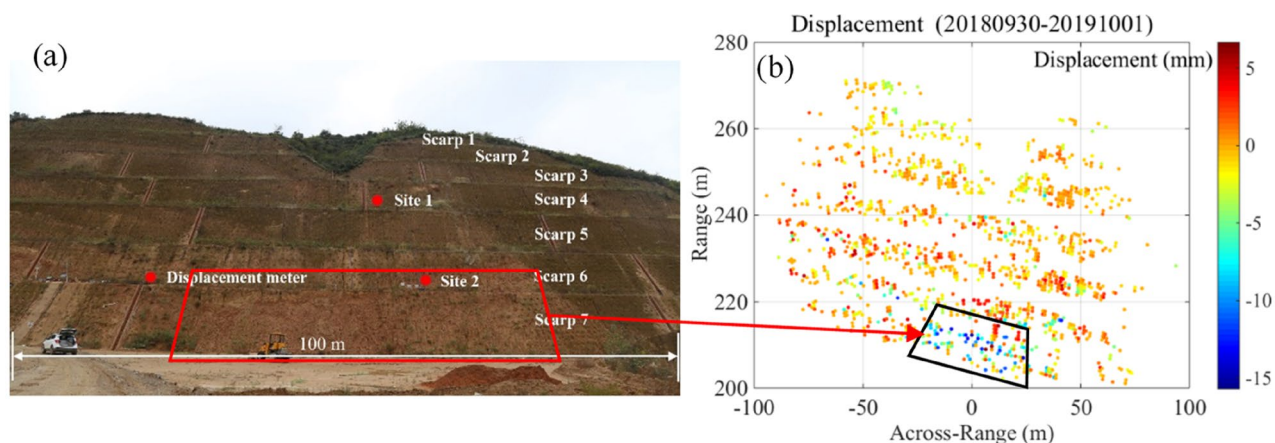 (a)
Scarp 1
Scarp 2
Scarp 3
Site 1
Scarp 4
Scarp 5
Displacement meter
Site 2
Scarp 6
Scarp 7
100 m
Displacement (20180930-20191001)
(b)
Displacement (mm)
280
260
240
220
200
Range (m)
-100
-50
0
50
100
Across-Range (m)
5
0
-5
-10
-15